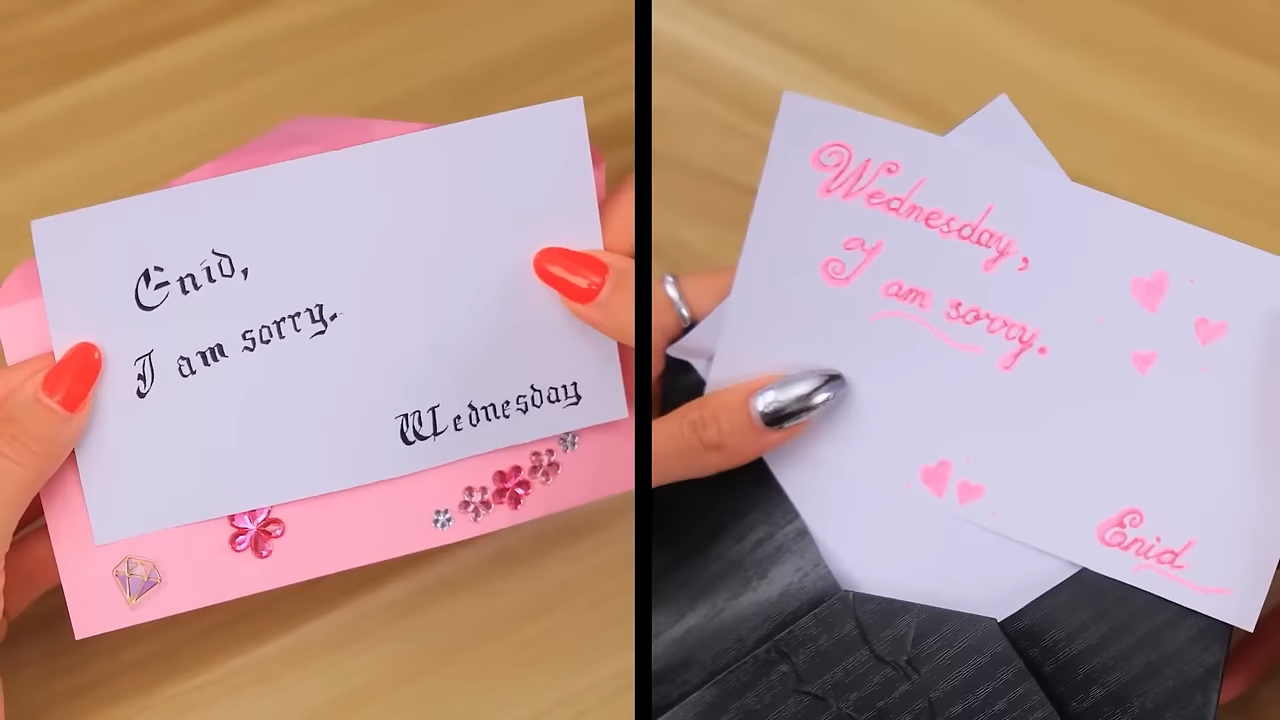 Enid,
I am sorry.
Wednesday
Wednesday,
I am sorry.
Enid